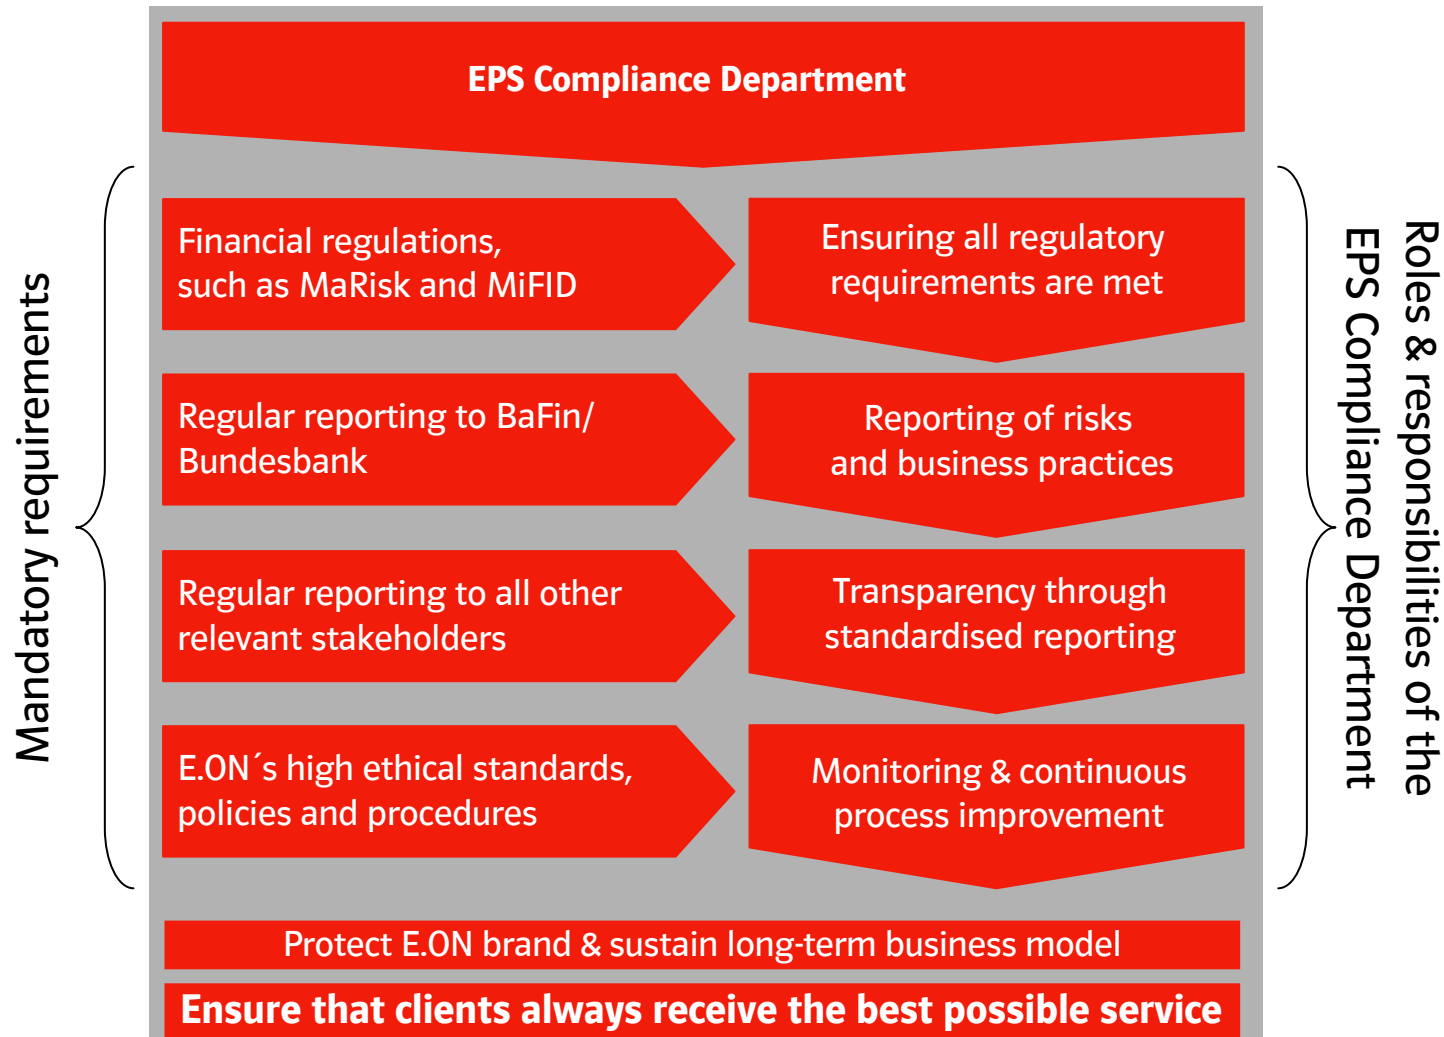 EPS Compliance Department
Mandatory requirements
Financial regulations,
such as MaRisk and MiFID
Ensuring all regulatory
requirements are met
Regular reporting to BaFin/
Bundesbank
Reporting of risks
and business practices
Regular reporting to all other
relevant stakeholders
Transparency through
standardised reporting
E.ON´s high ethical standards,
policies and procedures
Monitoring & continuous
process improvement
Roles & responsibilities of the
EPS Compliance Department
Protect E.ON brand & sustain long-term business model
Ensure that clients always receive the best possible service